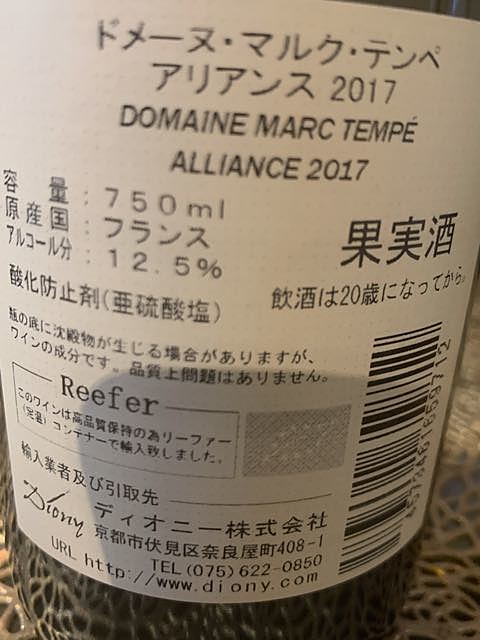 ドメーヌ・マルク・テンペ
アリアンス 2017
DOMAINE MARC TEMPÉ
ALLIANCE 2017
容量：750ml
原産国：フランス
アルコール分：12.5%
果実酒
酸化防止剤(亜硫酸塩)
飲酒は20歳になってから。
瓶の底に沈殿物が生じる場合がありますが、
ワインの成分です。品質上問題はありません。
Reefer
このワインは高品質保持の為リーファー
(定温)コンテナーで輸入致しました。
輸入業者及び引取先
Diony ディオニー株式会社
京都市伏見区奈良屋町408-1
TEL(075)622-0850
URL http://www.diony.com